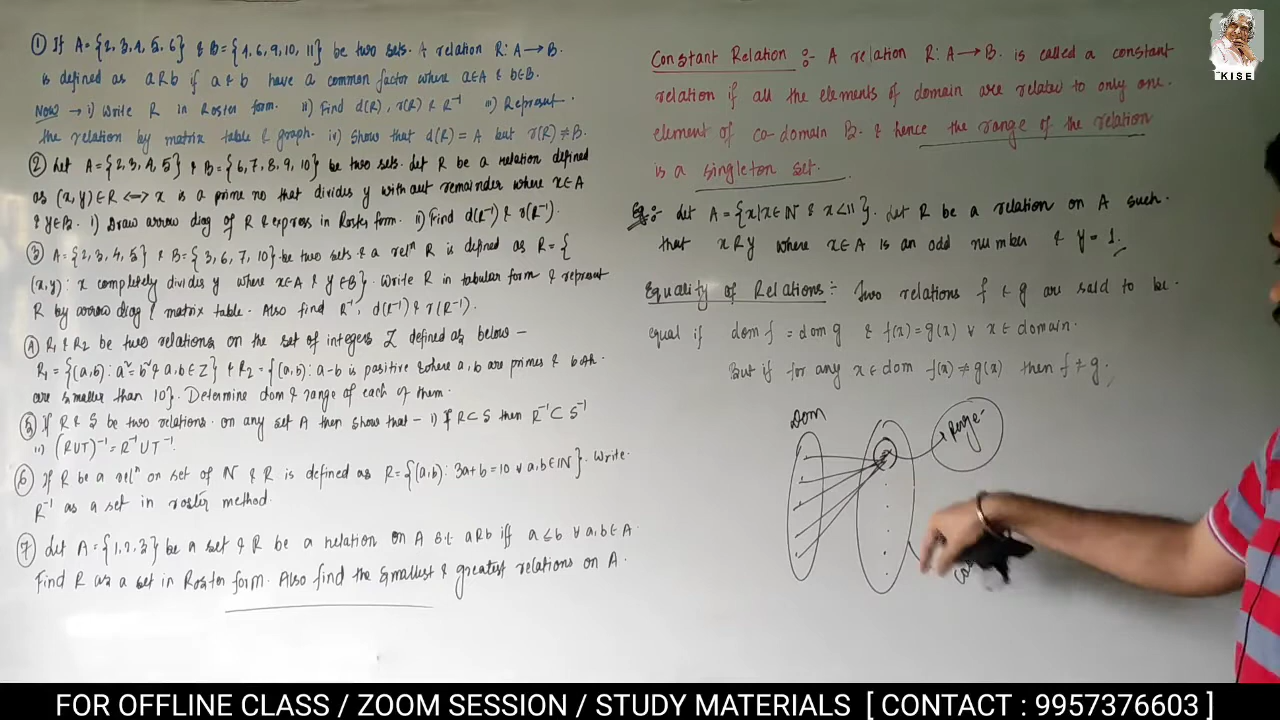 ① If A = {2, 3, 4, 5, 6} & B = {4, 6, 9, 10, 11} be two sets. A relation R: A → B.
is defined as aRb if a & b have a common factor where a∈A & b∈B.
Now → i) Write R in Roster form. ii) Find d(R), r(R) & R⁻¹ iii) Represent
the relation by matrix table & graph. iv) Show that d(R) = A but r(R) ≠ B.
② Let A = {2, 3, 4, 5} & B = {6, 7, 8, 9, 10} be two sets. Let R be a relation defined
as (x, y) ∈ R <=> x is a prime no that divides y without remainder where x∈A
& y∈B. i) Draw arrow diag of R & express in Roster form. ii) Find d(R⁻¹) & r(R⁻¹).
③ A = {2, 3, 4, 5} & B = {3, 6, 7, 10} be two sets & a relⁿ R is defined as R = {
(x, y): x completely divides y where x∈A & y∈B}. Write R in tabular form & represent
R by arrow diag & matrix table. Also find R⁻¹, d(R⁻¹) & r(R⁻¹).
④ R₁ & R₂ be two relations on the set of integers Z defined as below –
R₁ = {(a, b): a² = b² & a, b ∈ Z} & R₂ = {(a, b): a-b is positive where a, b are primes & both
are smaller than 10}. Determine dom & range of each of them.
⑤ If R & S be two relations on any set A then show that – i) If R⊂S then R⁻¹ ⊂ S⁻¹
ii) (RUT)⁻¹ = R⁻¹ U T⁻¹.
⑥ If R be a relⁿ on set of N & R is defined as R = {(a, b): 3a+b = 10 ∀ a, b ∈ IN}. Write
R⁻¹ as a set in roster method.
⑦ Let A = {1, 2, 3} be a set & R be a relation on A s.t aRb iff a ≤ b ∀ a, b ∈ A
Find R as a set in Roster form. Also find the smallest & greatest relations on A.
Constant Relation :- A relation R: A → B. is called a constant
relation if all the elements of domain are related to only one.
element of co-domain B. & hence the range of the relation
is a singleton set.
Eg:- Let A = {x|x∈ IN & x<11}. Let R be a relation on A such.
that xRy where x∈A is an odd number & y = 1.
Equality of Relations:- Two relations f & g are said to be.
equal if dom f = dom g & f(x) = g(x) ∀ x ∈ domain.
But if for any x ∈ dom f(x) ≠ g(x) then f ≠ g.
Dom
Range
KISE
FOR OFFLINE CLASS / ZOOM SESSION / STUDY MATERIALS [ CONTACT : 9957376603 ]